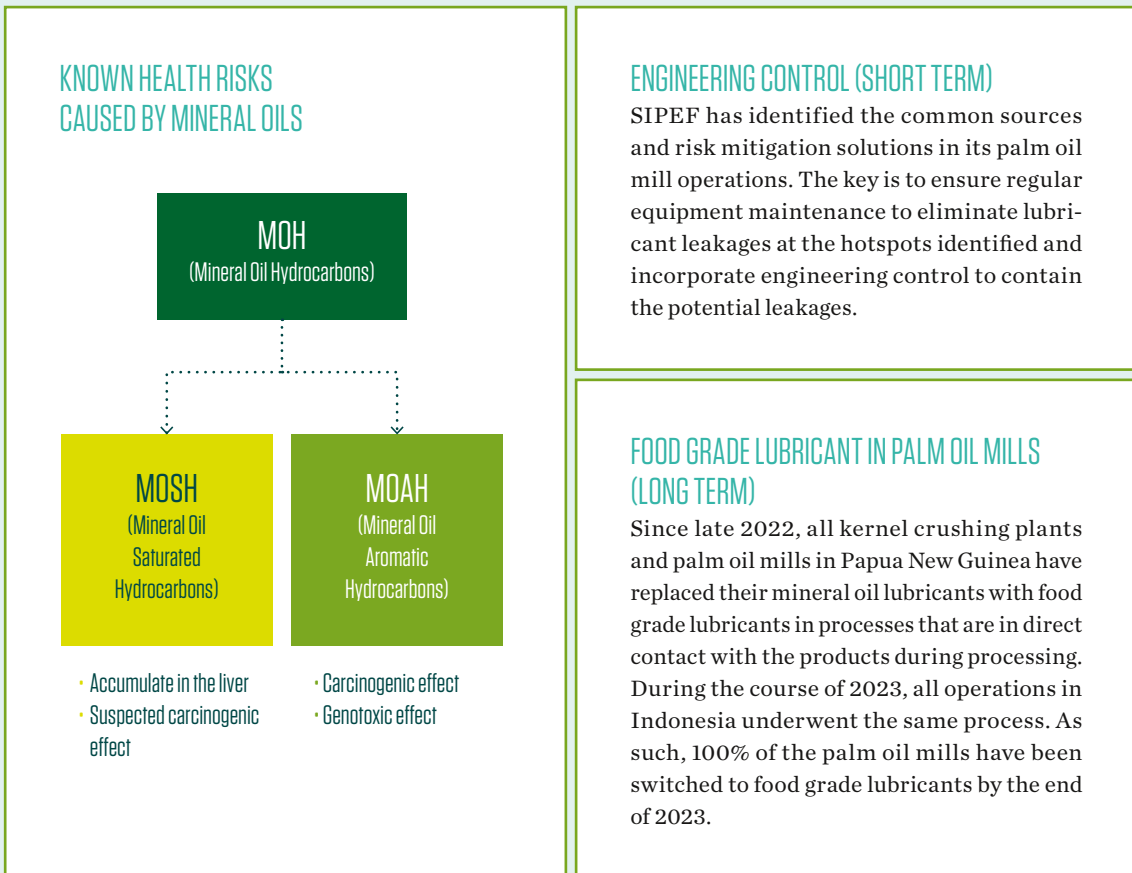 KNOWN HEALTH RISKS
CAUSED BY MINERAL OILS
MOH
(Mineral Oil Hydrocarbons)
MOSH
(Mineral Oil
Saturated
Hydrocarbons)
MOAH
(Mineral Oil
Aromatic
Hydrocarbons)
• Accumulate in the liver
• Suspected carcinogenic
effect
• Carcinogenic effect
• Genotoxic effect
ENGINEERING CONTROL (SHORT TERM)
SIPEF has identified the common sources
and risk mitigation solutions in its palm oil
mill operations. The key is to ensure regular
equipment maintenance to eliminate lubri-
cant leakages at the hotspots identified and
incorporate engineering control to contain
the potential leakages.
FOOD GRADE LUBRICANT IN PALM OIL MILLS
(LONG TERM)
Since late 2022, all kernel crushing plants
and palm oil mills in Papua New Guinea have
replaced their mineral oil lubricants with food
grade lubricants in processes that are in direct
contact with the products during processing.
During the course of 2023, all operations in
Indonesia underwent the same process. As
such, 100% of the palm oil mills have been
switched to food grade lubricants by the end
of 2023.